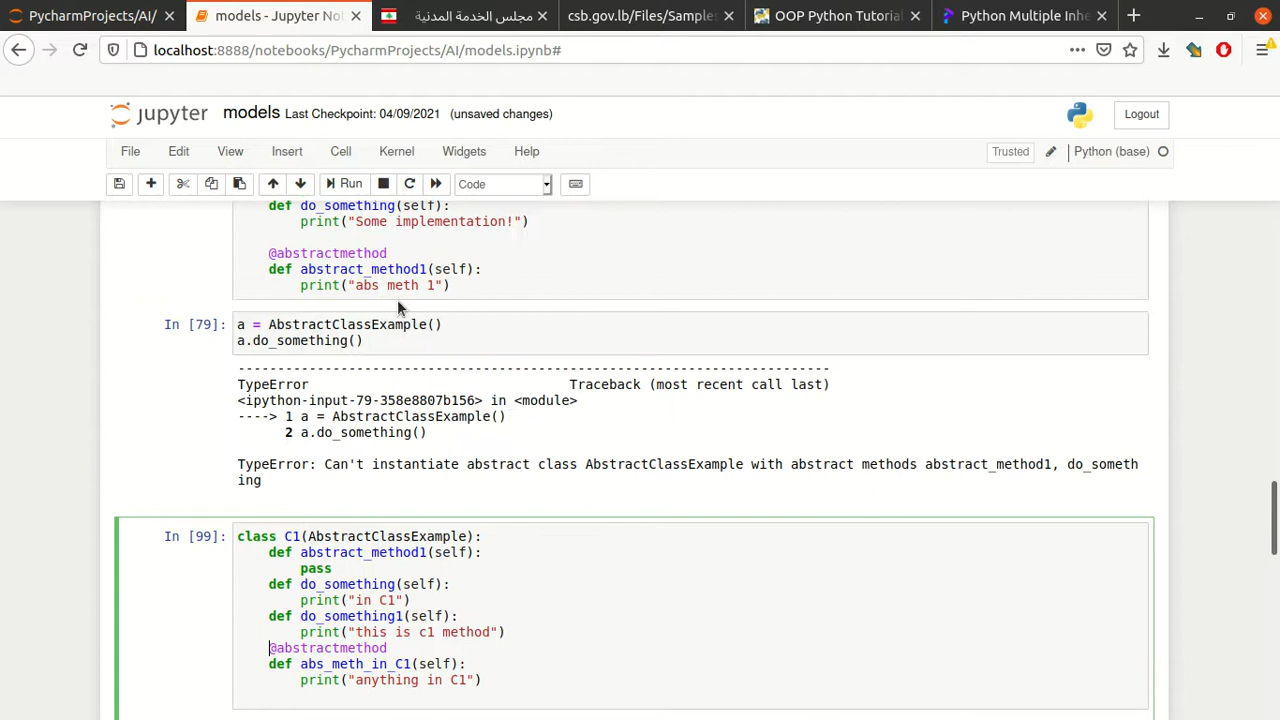 PycharmProjects/AI/
models - Jupyter Not
مجلس الخدمة المدنية
csb.gov.lb/Files/Samples
OOP Python Tutorial
Python Multiple Inhe
localhost:8888/notebooks/PycharmProjects/AI/models.ipynb#
jupyter models Last Checkpoint: 04/09/2021 (unsaved changes)
Logout
File Edit View Insert Cell Kernel Widgets Help
Trusted Python (base)
Run Code
def do_something(self):
print("Some implementation!")
@abstractmethod
def abstract_method1(self):
print("abs meth 1")
In [79]: a = AbstractClassExample()
a.do_something()
---------------------------------------------------------------------------
TypeError Traceback (most recent call last)
<ipython-input-79-358e8807b156> in <module>
----> 1 a = AbstractClassExample()
2 a.do_something()
TypeError: Can't instantiate abstract class AbstractClassExample with abstract methods abstract_method1, do_someth
ing
In [99]: class C1(AbstractClassExample):
def abstract_method1(self):
pass
def do_something(self):
print("in C1")
def do_something1(self):
print("this is c1 method")
@abstractmethod
def abs_meth_in_C1(self):
print("anything in C1")